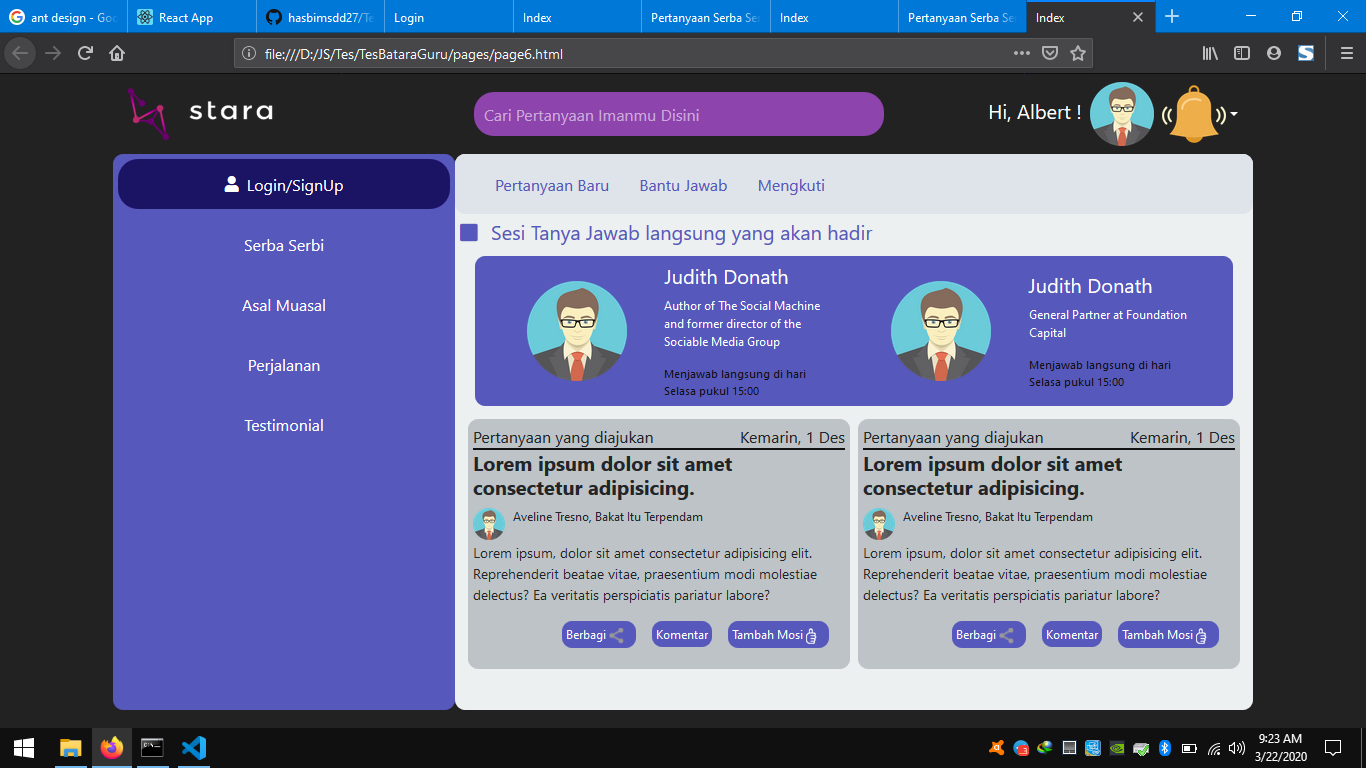 ant design - Goo
React App
hasbimsdd27/Te
Login
Index
Pertanyaan Serba Se
Index
Pertanyaan Serba Se
Index
file:///D:/JS/Tes/TesBataraGuru/pages/page6.html
stara
Cari Pertanyaan Imanmu Disini
Hi, Albert !
Login/SignUp
Serba Serbi
Asal Muasal
Perjalanan
Testimonial
Pertanyaan Baru
Bantu Jawab
Mengkuti
Sesi Tanya Jawab langsung yang akan hadir
Judith Donath
Author of The Social Machine
and former director of the
Sociable Media Group
Menjawab langsung di hari
Selasa pukul 15:00
Judith Donath
General Partner at Foundation
Capital
Menjawab langsung di hari
Selasa pukul 15:00
Pertanyaan yang diajukan
Kemarin, 1 Des
Lorem ipsum dolor sit amet
consectetur adipisicing.
Aveline Tresno, Bakat Itu Terpendam
Lorem ipsum, dolor sit amet consectetur adipisicing elit.
Reprehenderit beatae vitae, praesentium modi molestiae
delectus? Ea veritatis perspiciatis pariatur labore?
Berbagi
Komentar
Tambah Mosi
Pertanyaan yang diajukan
Kemarin, 1 Des
Lorem ipsum dolor sit amet
consectetur adipisicing.
Aveline Tresno, Bakat Itu Terpendam
Lorem ipsum, dolor sit amet consectetur adipisicing elit.
Reprehenderit beatae vitae, praesentium modi molestiae
delectus? Ea veritatis perspiciatis pariatur labore?
Berbagi
Komentar
Tambah Mosi
9:23 AM
3/22/2020